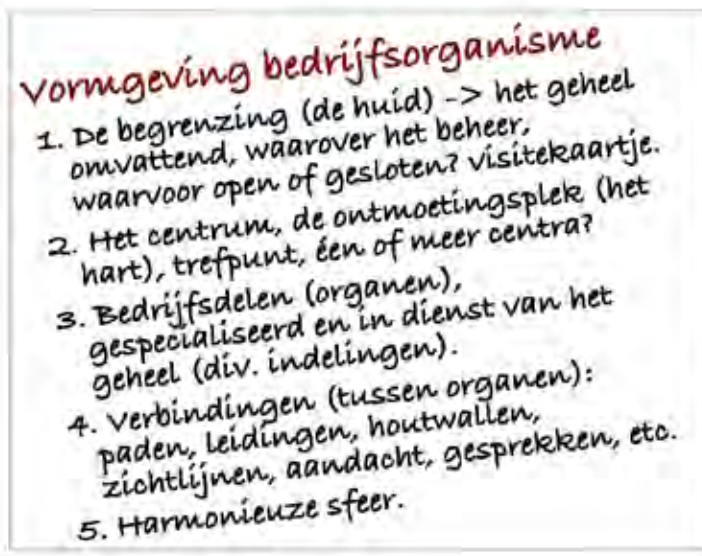 Vormgeving bedrijfsorganisme
1. De begrenzing (de huid) -> het geheel
omvattend, waarover het beheer,
waarvoor open of gesloten? visitekaartje.
2. Het centrum, de ontmoetingsplek (het
hart), trefpunt, één of meer centra?
3. Bedrijfsdelen (organen),
gespecialiseerd en in dienst van het
geheel (div. indelingen).
4. Verbindingen (tussen organen):
paden, leidingen, houtwallen,
zichtlijnen, aandacht, gesprekken, etc.
5. Harmonieuze sfeer.